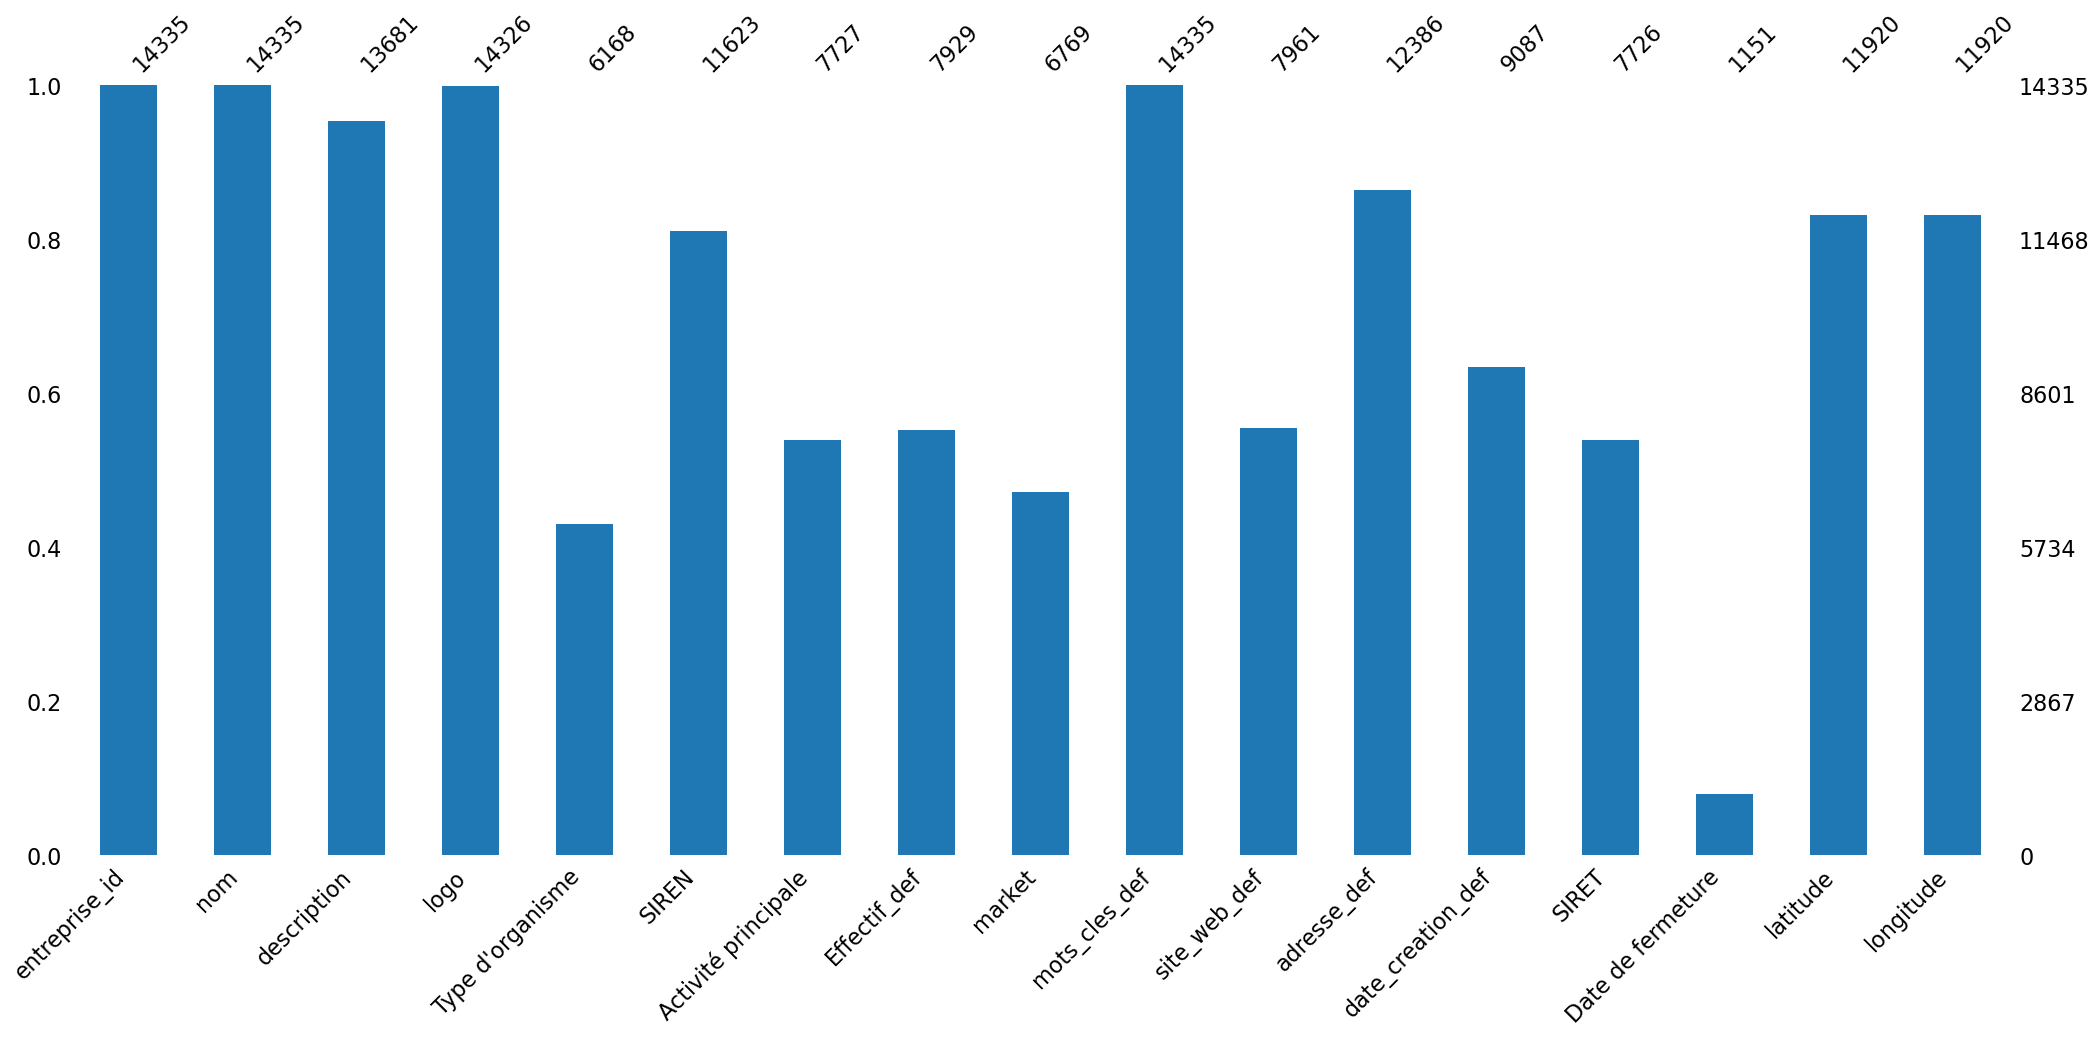 14335
14335
13681
14326
6168
11623
7727
7929
6769
14335
7961
12386
9087
7726
1151
11920
11920
1.0
0.8
0.6
0.4
0.2
0.0
14335
11468
8601
5734
2867
0
entreprise_id
nom
description
logo
Type d'organisme
SIREN
Activité principale
Effectif_def
market
mots_cles_def
site_web_def
adresse_def
date_creation_def
SIRET
Date de fermeture
latitude
longitude